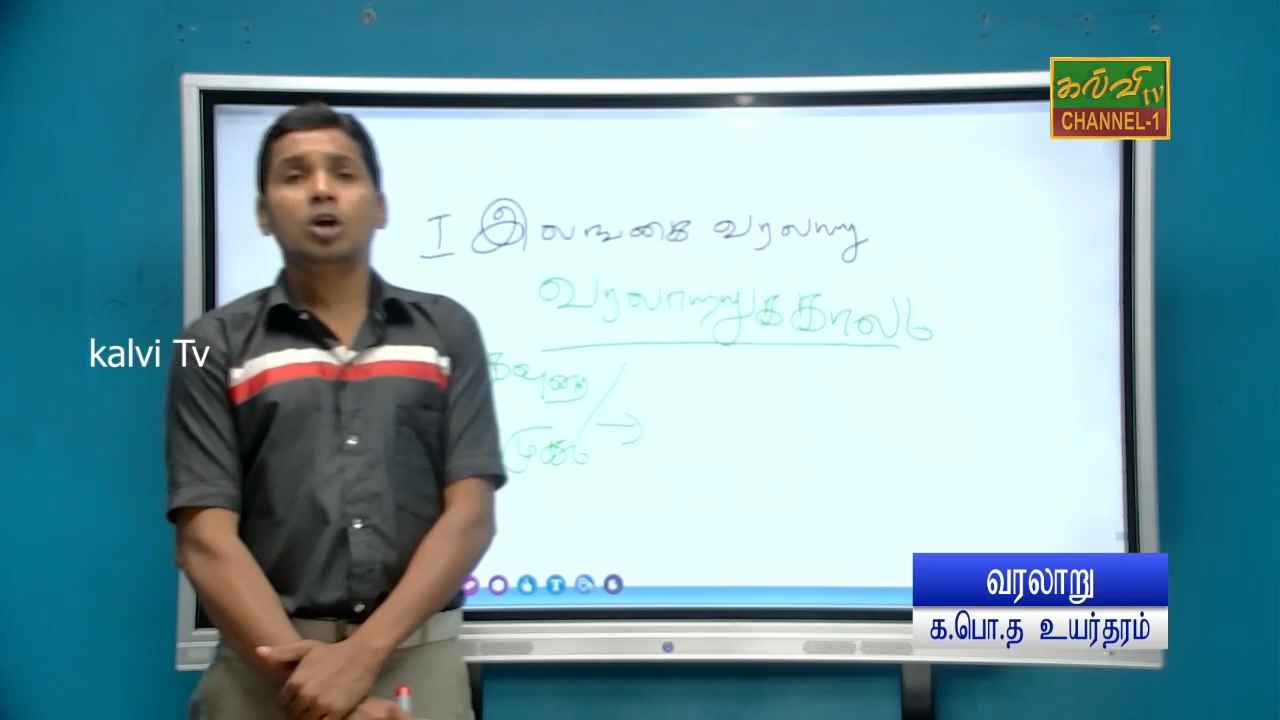 கல்வி tv
CHANNEL-1
I இலங்கை வரலாறு
வரலாற்றுக்காலம்
kalvi Tv
வரலாறு
க.பொ.த உயர்தரம்